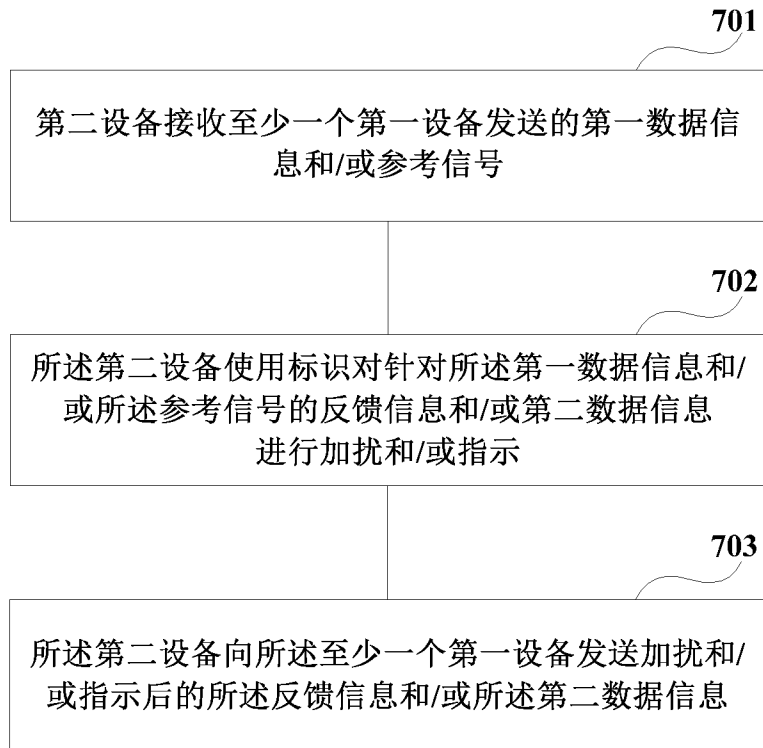 701
第二设备接收至少一个第一设备发送的第一数据信
息和/或参考信号
702
所述第二设备使用标识对针对所述第一数据信息和/
或所述参考信号的反馈信息和/或第二数据信息
进行加扰和/或指示
703
所述第二设备向所述至少一个第一设备发送加扰和/
或指示后的所述反馈信息和/或所述第二数据信息